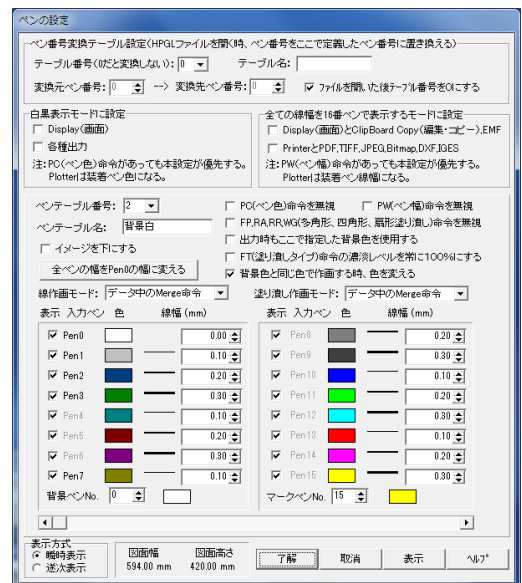 ペンの設定
ペン番号変換テーブル設定(HPGLファイルを開く時、ペン番号をここで定義したペン番号に置き換える)
テーブル番号(0だと変換しない): 0 テーブル名:
変換元ペン番号: 0 --> 変換先ペン番号: 0 ファイルを開いた後テーブル番号を0にする
白黒表示モードに設定
Display(画面)
各種出力
注:PC(ペン色)命令があっても本設定が優先する。
Plotterは装着ペン色になる。
全ての線幅を16番ペンで表示するモードに設定
Display(画面)とClipBoard Copy(編集・コピー),EMF
PrinterとPDF,TIFF,JPEG,Bitmap,DXF,IGES
注:PW(ペン幅)命令があっても本設定が優先する。
Plotterは装着ペン線幅になる。
ペンテーブル番号: 2
ペンテーブル名: 背景白
イメージを下にする
全ペンの幅をPen0の幅に変える
PC(ペン色)命令を無視 PW(ペン幅)命令を無視
FP,RA,RR,WG(多角形、四角形、扇形塗り潰し)命令を無視
出力時もここで指定した背景色を使用する
FT(塗り潰しタイプ)命令の濃淡レベルを常に100%にする
背景色と同じ色で作画する時、色を変える
線作画モード: データ中のMerge命令 塗り潰し作画モード: データ中のMerge命令
表示 入力ペン 色 線幅(mm)
Pen0 0.00
Pen1 0.10
Pen2 0.20
Pen3 0.30
Pen4 0.10
Pen5 0.20
Pen6 0.30
Pen7 0.10
背景ペンNo. 0
表示 入力ペン 色 線幅(mm)
Pen8 0.20
Pen9 0.30
Pen10 0.10
Pen11 0.20
Pen12 0.30
Pen13 0.10
Pen14 0.20
Pen15 0.30
マークペンNo. 15
表示方式
瞬時表示
逐次表示
図面幅 図面高さ
594.00 mm 420.00 mm
了解 取消 表示 ヘルプ